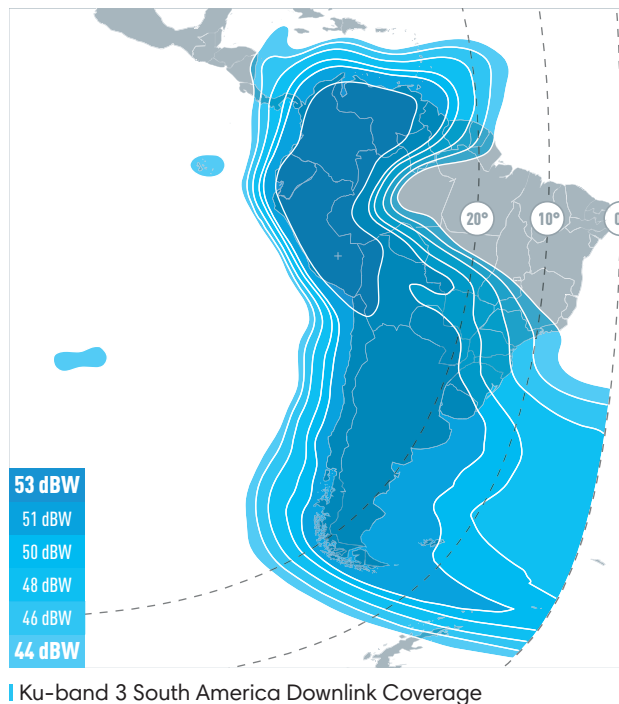 20°
10°
0
53 dBW
51 dBW
50 dBW
48 dBW
46 dBW
44 dBW
Ku-band 3 South America Downlink Coverage